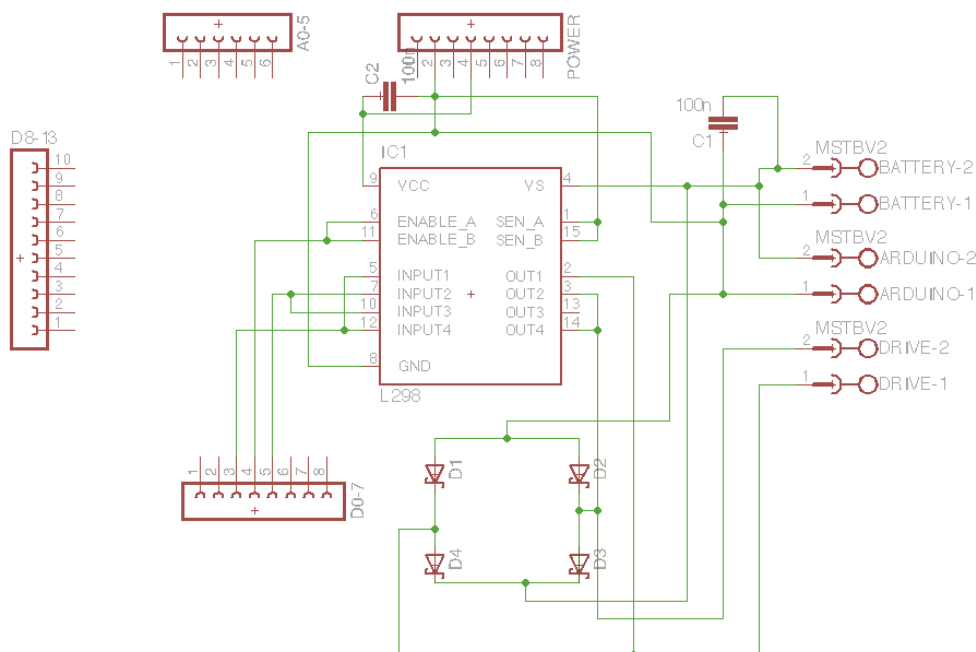 A0-5
1 2 3 4 5 6
POWER
1 2 3 4 5 6 7 8
C2
100n
100n
C1
D8-13
10
9
8
7
6
5
4
3
2
1
IC1
9 VCC VS 4
6 ENABLE_A SEN_A 1
11 ENABLE_B SEN_B 15
5 INPUT1 OUT1 2
7 INPUT2 OUT2 3
10 INPUT3 OUT3 13
12 INPUT4 OUT4 14
8 GND
L298
MSTBV2
2 BATTERY-2
1 BATTERY-1
MSTBV2
2 ARDUINO-2
1 ARDUINO-1
MSTBV2
2 DRIVE-2
1 DRIVE-1
1 2 3 4 5 6 7 8
D0-7
D1
D2
D4
D3